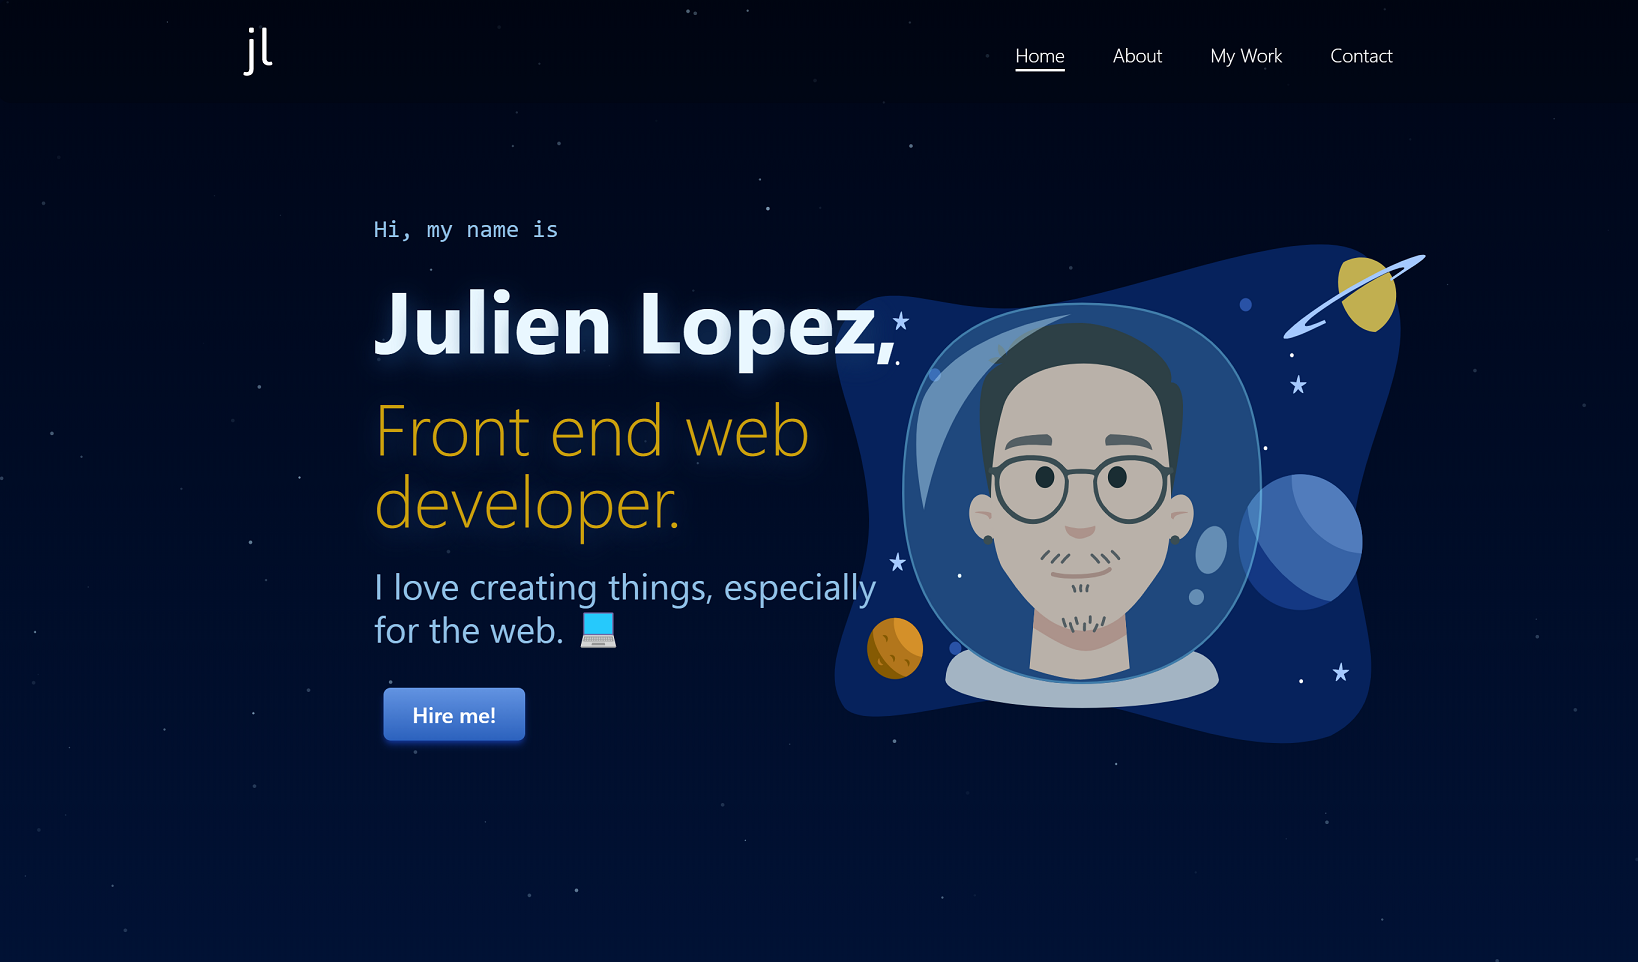 jl
Home About My Work Contact
Hi, my name is
Julien Lopez,
Front end web
developer.
I love creating things, especially
for the web. 💻
Hire me!